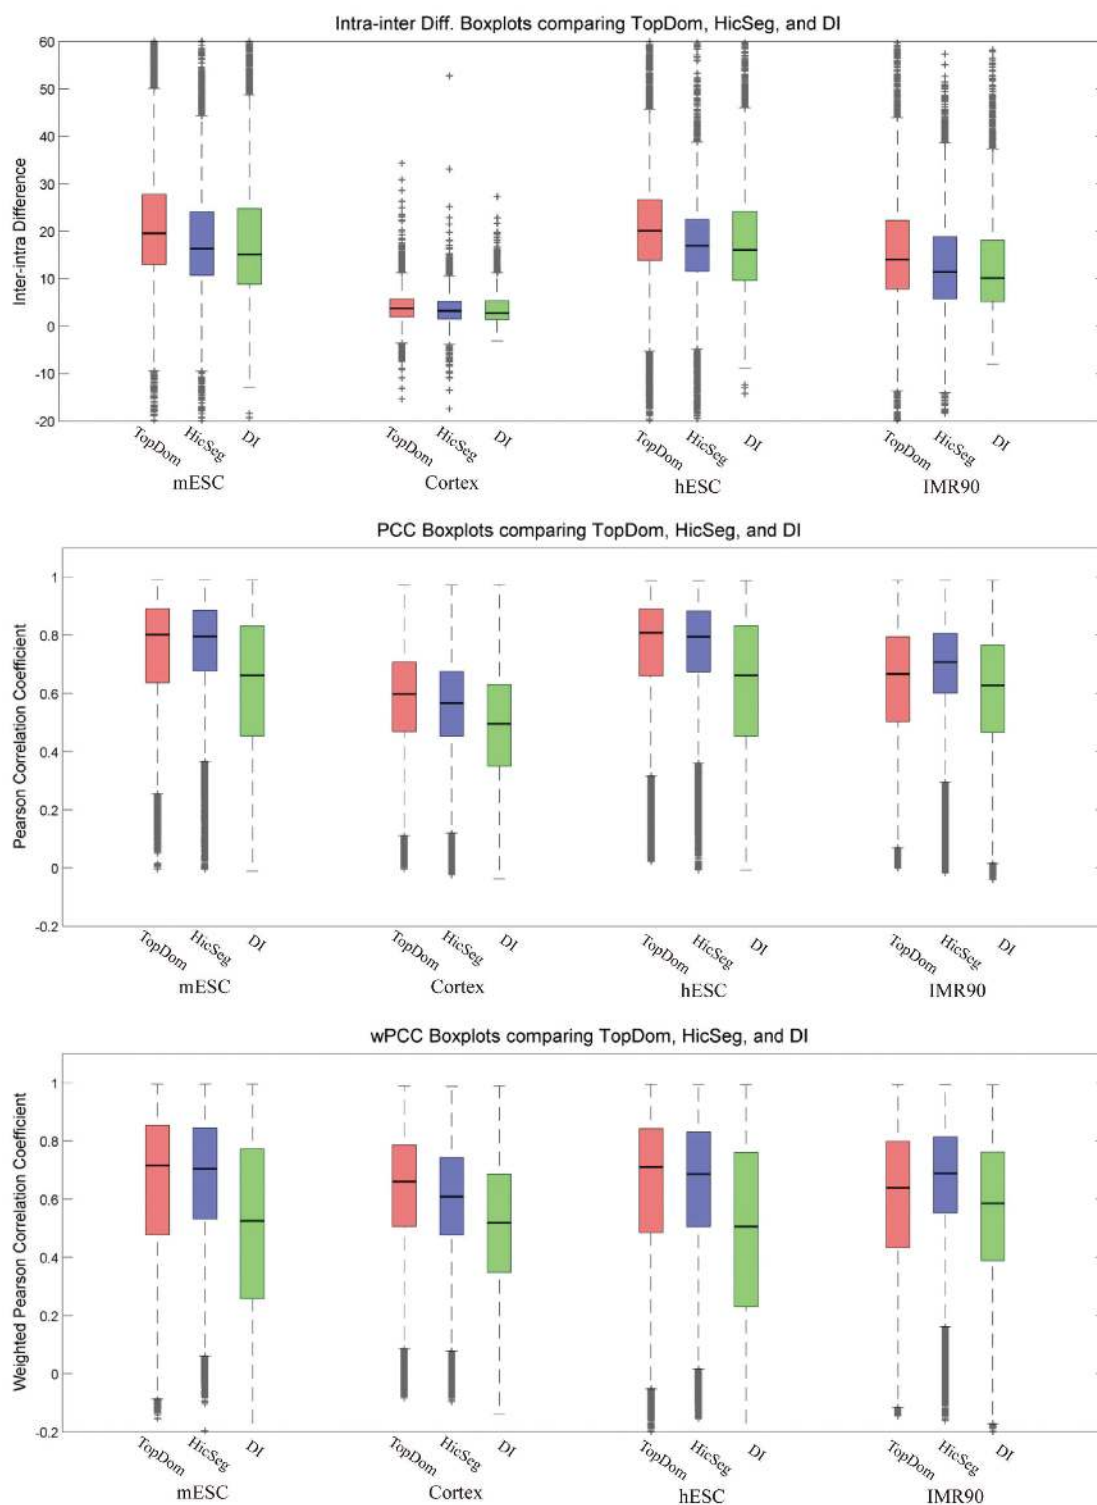 Intra-inter Diff. Boxplots comparing TopDom, HicSeg, and DI
Inter-intra Difference
60
50
40
30
20
10
0
-10
-20
TopDom HicSeg DI TopDom HicSeg DI TopDom HicSeg DI TopDom HicSeg DI
mESC Cortex hESC IMR90
PCC Boxplots comparing TopDom, HicSeg, and DI
Pearson Correlation Coefficient
1
0.8
0.6
0.4
0.2
0
-0.2
TopDom HicSeg DI TopDom HicSeg DI TopDom HicSeg DI TopDom HicSeg DI
mESC Cortex hESC IMR90
wPCC Boxplots comparing TopDom, HicSeg, and DI
Weighted Pearson Correlation Coefficient
1
0.8
0.6
0.4
0.2
0
-0.2
TopDom HicSeg DI TopDom HicSeg DI TopDom HicSeg DI TopDom HicSeg DI
mESC Cortex hESC IMR90